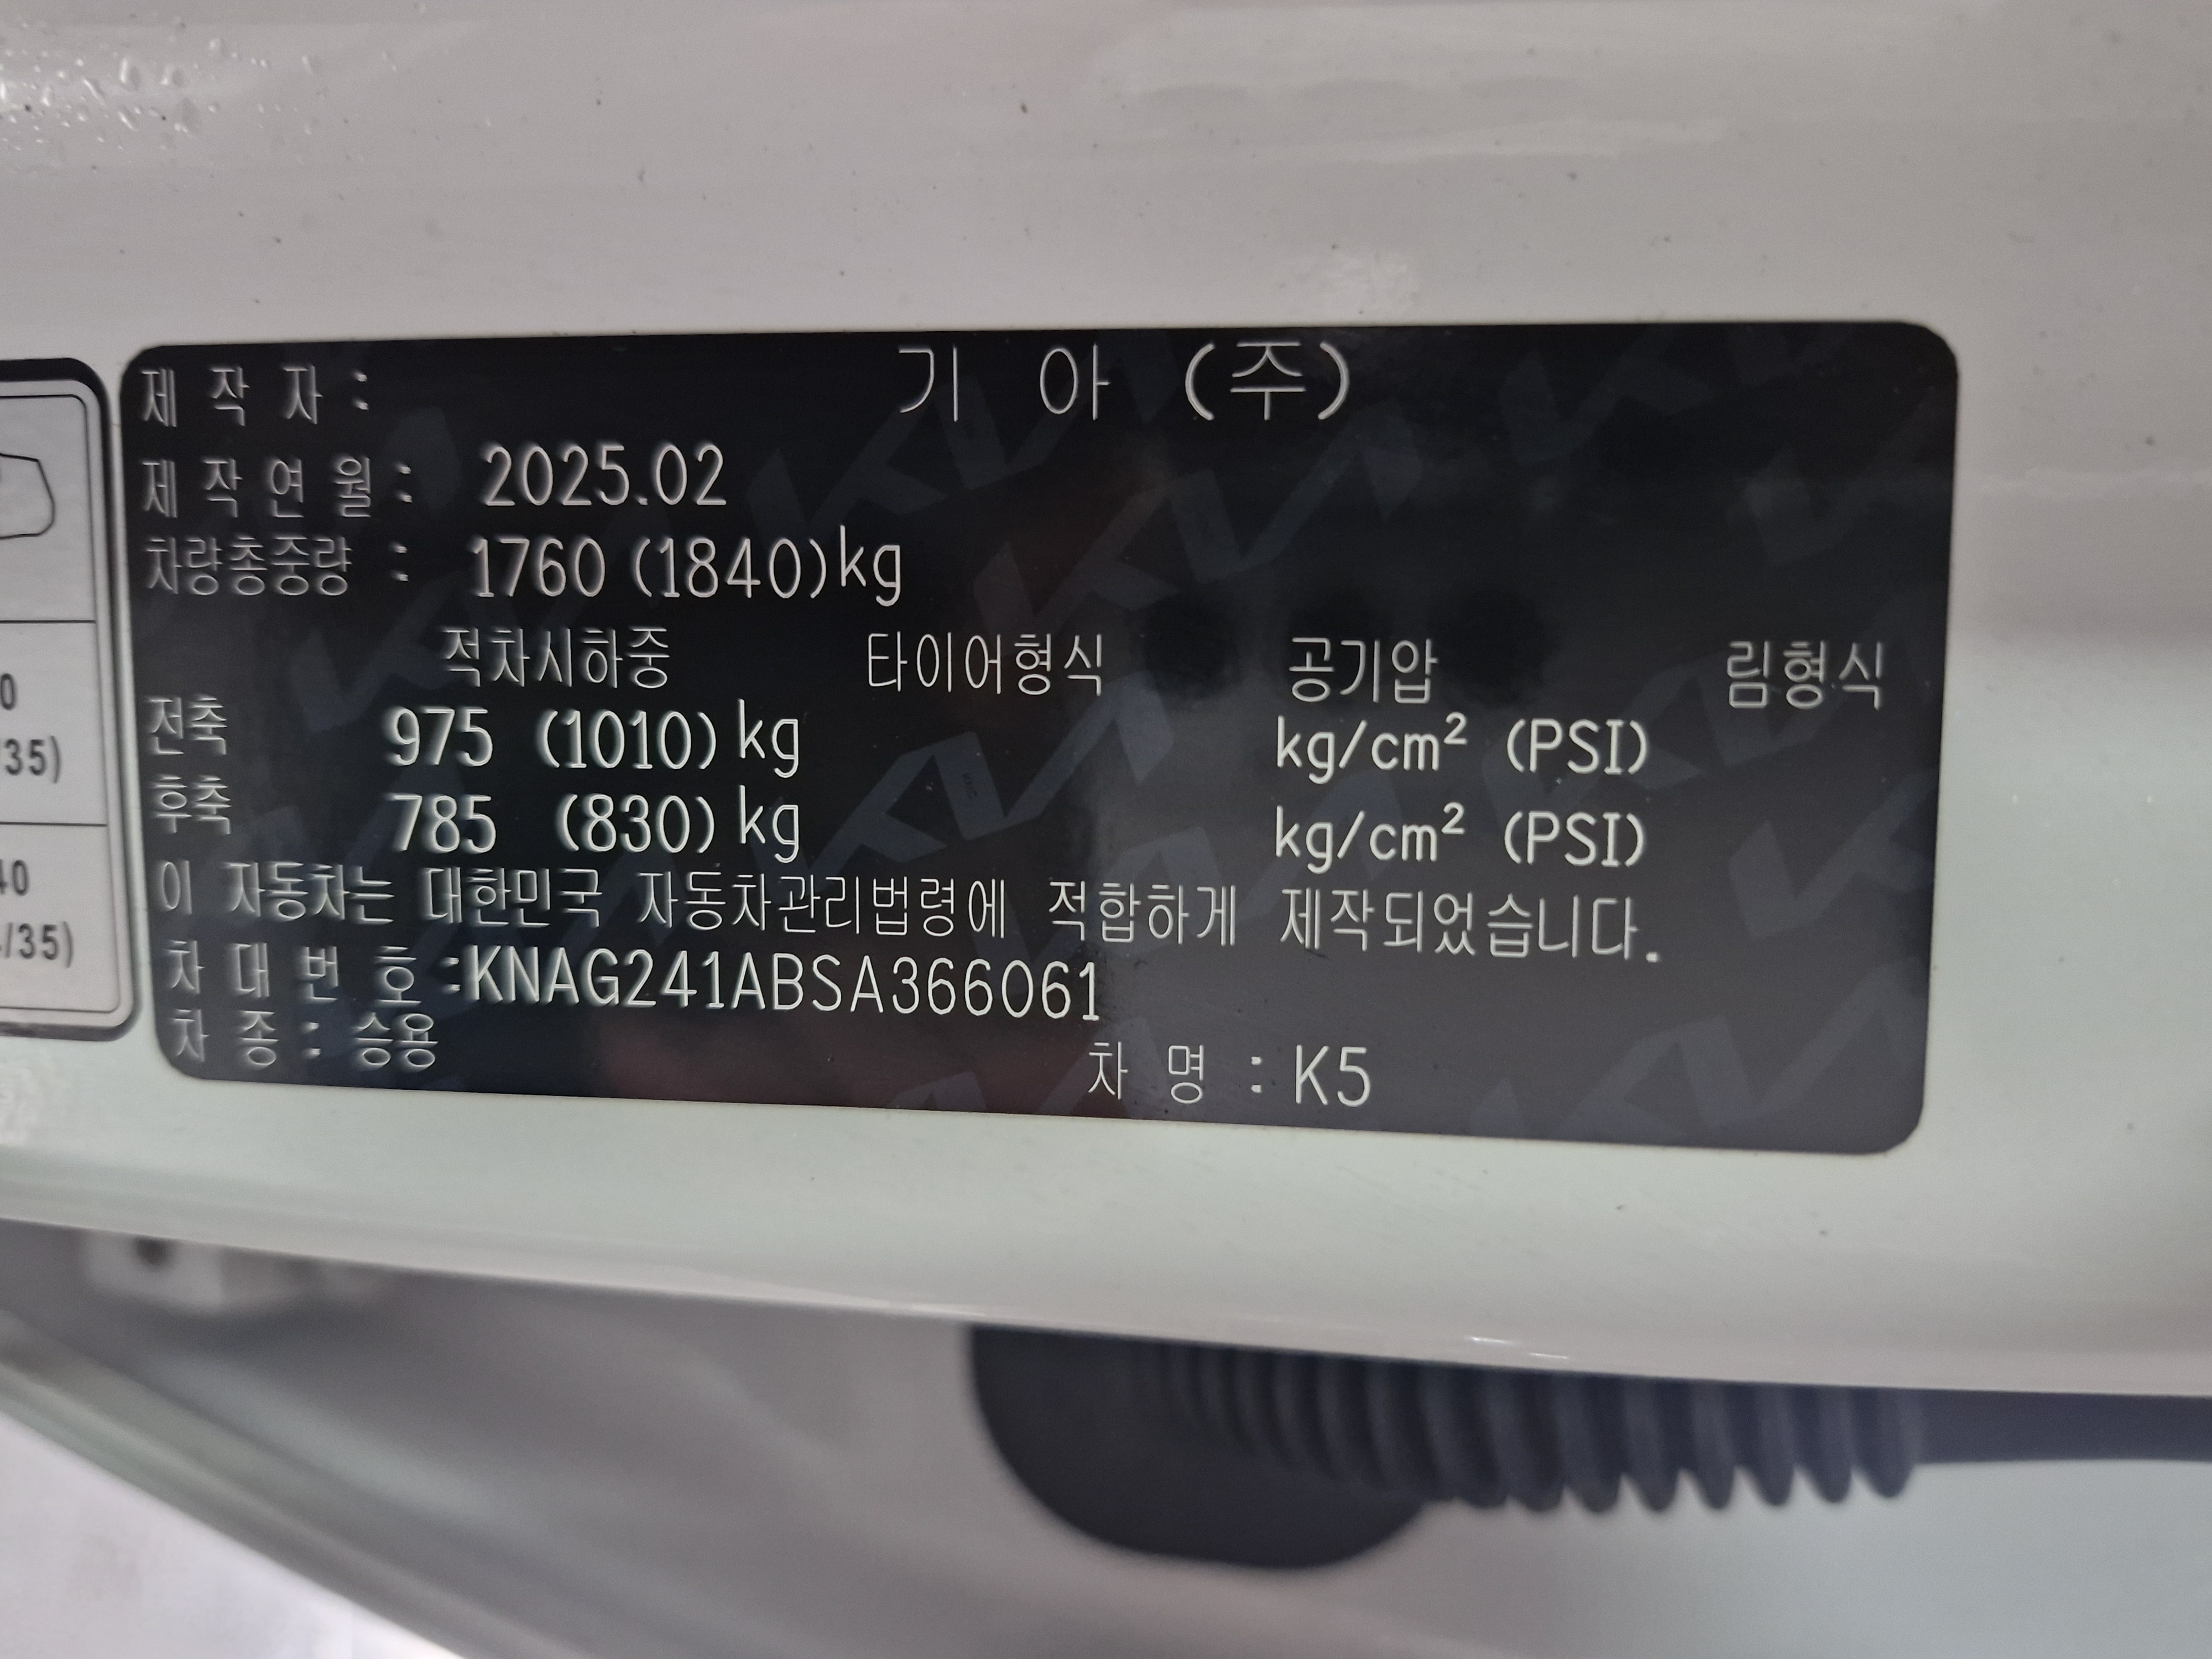 제 작 자 : 기 아 (주)
제 작 연 월 : 2025.02
차량총중량 : 1760 (1840)kg
적차시하중 타이어형식 공기압 림형식
전축 975 (1010) kg kg/cm² (PSI)
후축 785 (830) kg kg/cm² (PSI)
이 자동차는 대한민국 자동차관리법령에 적합하게 제작되었습니다.
차 대 번 호 :KNAG241ABSA366061
차 종 : 승용 차 명 : K5
0
35)
40
/35)